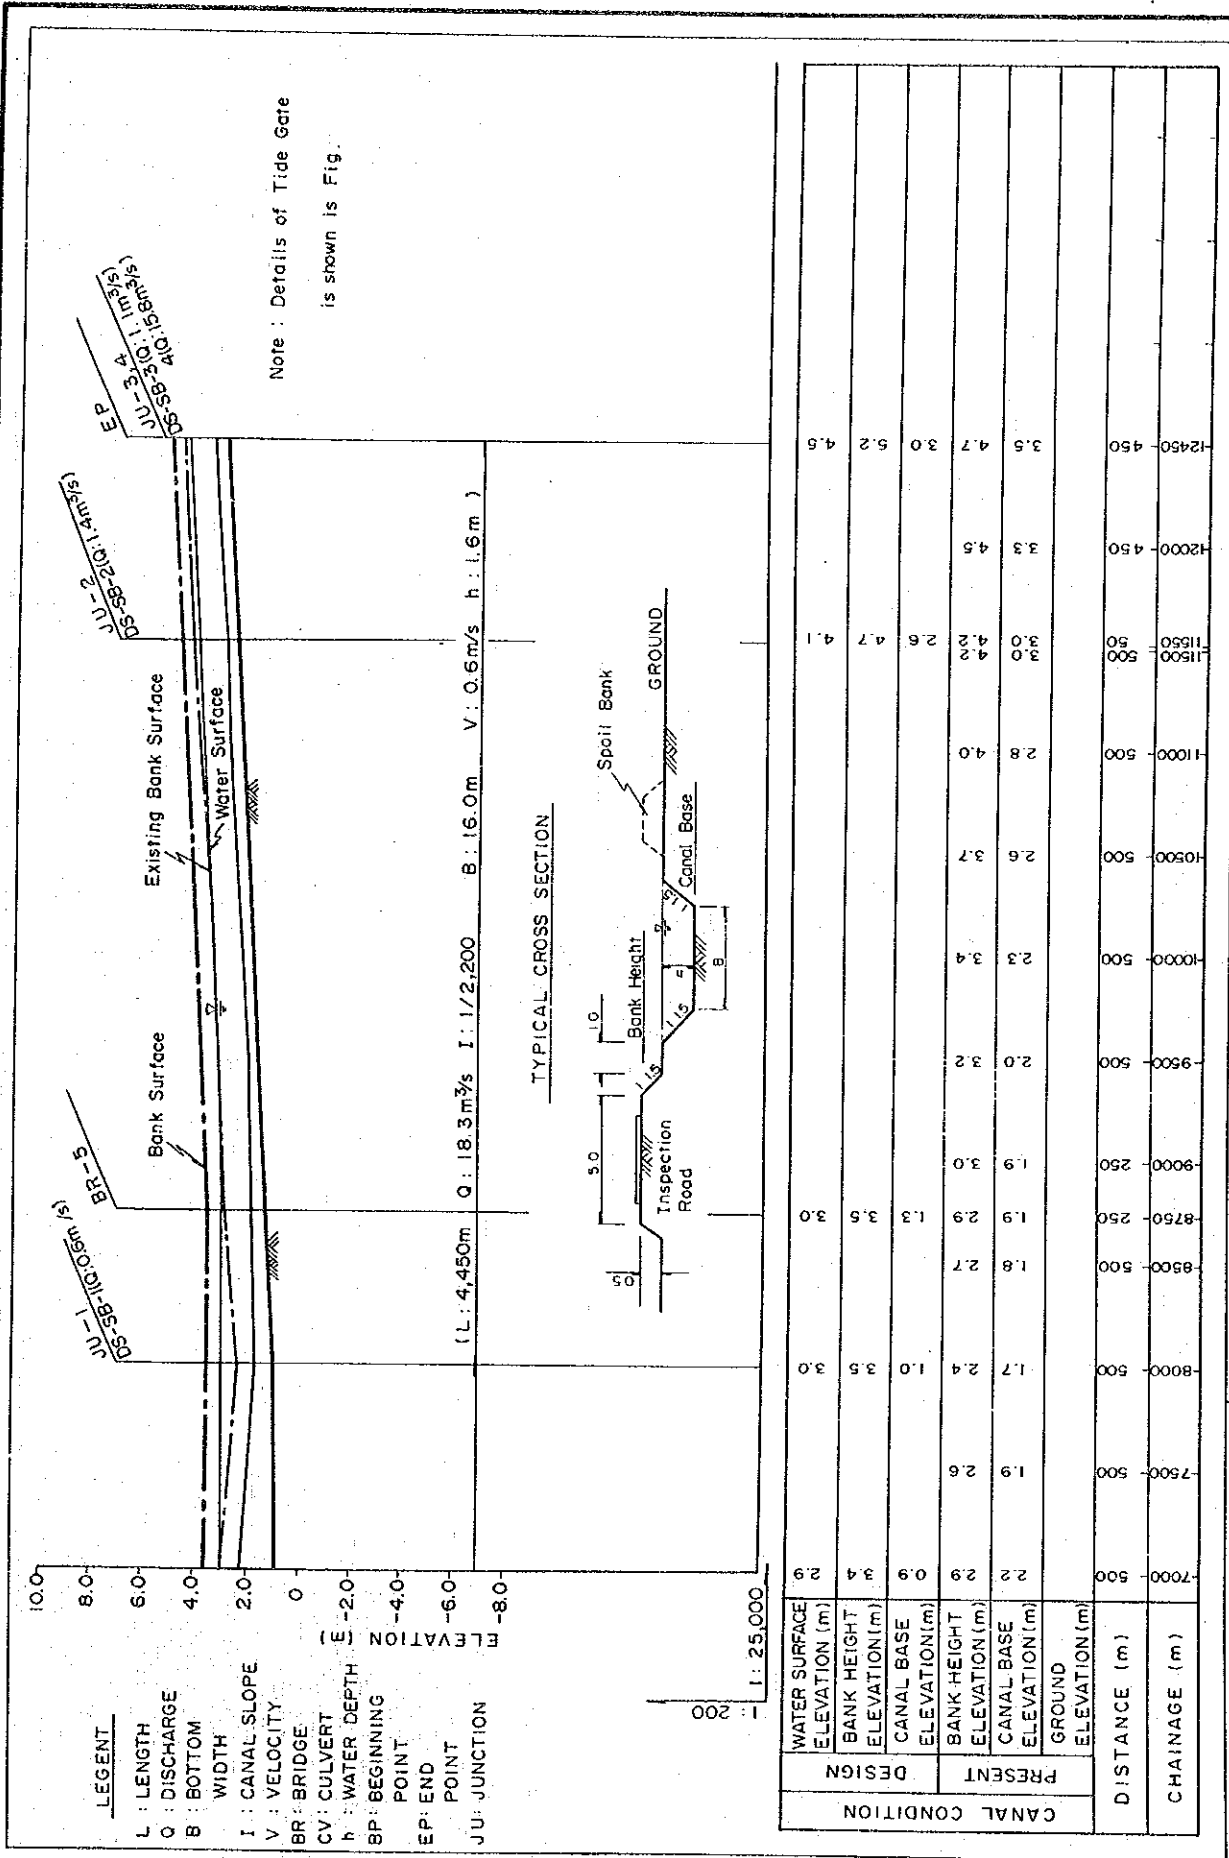 LEGENT
L : LENGTH
Q : DISCHARGE
B : BOTTOM
WIDTH
I : CANAL SLOPE
V : VELOCITY
BR : BRIDGE
CV : CULVERT
h : WATER DEPTH
BP : BEGINNING
POINT
EP : END
POINT
JU : JUNCTION
ELEVATION (m)
10.0
8.0
6.0
4.0
2.0
0
-2.0
-4.0
-6.0
-8.0
1 : 200
1 : 25,000
JU - 1
DS-SB-1(Q:0.6m /s)
BR - 5
JU - 2
DS-SB-2(Q:1.4m³/s)
EP
JU - 3,4
DS-SB-3(Q:1.1m³/s)
4(Q:15.8m³/s)
Bank Surface
Existing Bank Surface
Water Surface
Note : Details of Tide Gate
is shown is Fig.
(L : 4,450m Q : 18.3m³/s I : 1/2,200 B : 16.0m V : 0.6m/s h : 1.6m )
TYPICAL CROSS SECTION
5.0
1.0
0.5
Inspection
Road
1 1.5
Bank Height
1 1.5
B
1 1.5
Canal Base
Spoil Bank
GROUND
CANAL CONDITION
DESIGN
WATER SURFACE ELEVATION (m) 2.9 3.0 3.0 4.1 4.5
BANK HEIGHT ELEVATION(m) 3.4 3.5 3.5 4.7 5.2
CANAL BASE ELEVATION(m) 0.9 1.0 1.3 2.6 3.0
PRESENT
BANK HEIGHT ELEVATION(m) 2.9 2.6 2.4 2.7 2.9 3.0 3.2 3.4 3.7 4.0 4.2 4.2 4.5 4.7
CANAL BASE ELEVATION(m) 2.2 1.9 1.7 1.8 1.9 1.9 2.0 2.3 2.6 2.8 3.0 3.0 3.3 3.5
GROUND ELEVATION(m)
DISTANCE (m) 500 500 500 500 250 250 500 500 500 500 500 50 450 450
CHAINAGE (m) 7000 7500 8000 8500 8750 9000 9500 10000 10500 11000 11500 11550 12000 12450